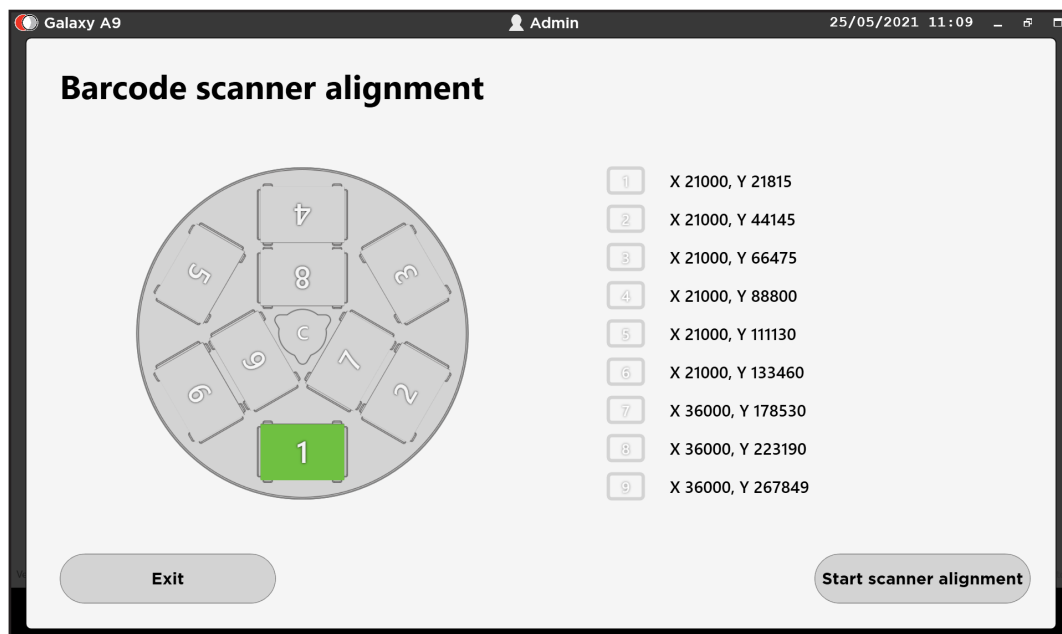 Galaxy A9
Admin
25/05/2021 11:09
Barcode scanner alignment
4
5
8
3
C
9
7
6
2
1
1 X 21000, Y 21815
2 X 21000, Y 44145
3 X 21000, Y 66475
4 X 21000, Y 88800
5 X 21000, Y 111130
6 X 21000, Y 133460
7 X 36000, Y 178530
8 X 36000, Y 223190
9 X 36000, Y 267849
Exit
Start scanner alignment